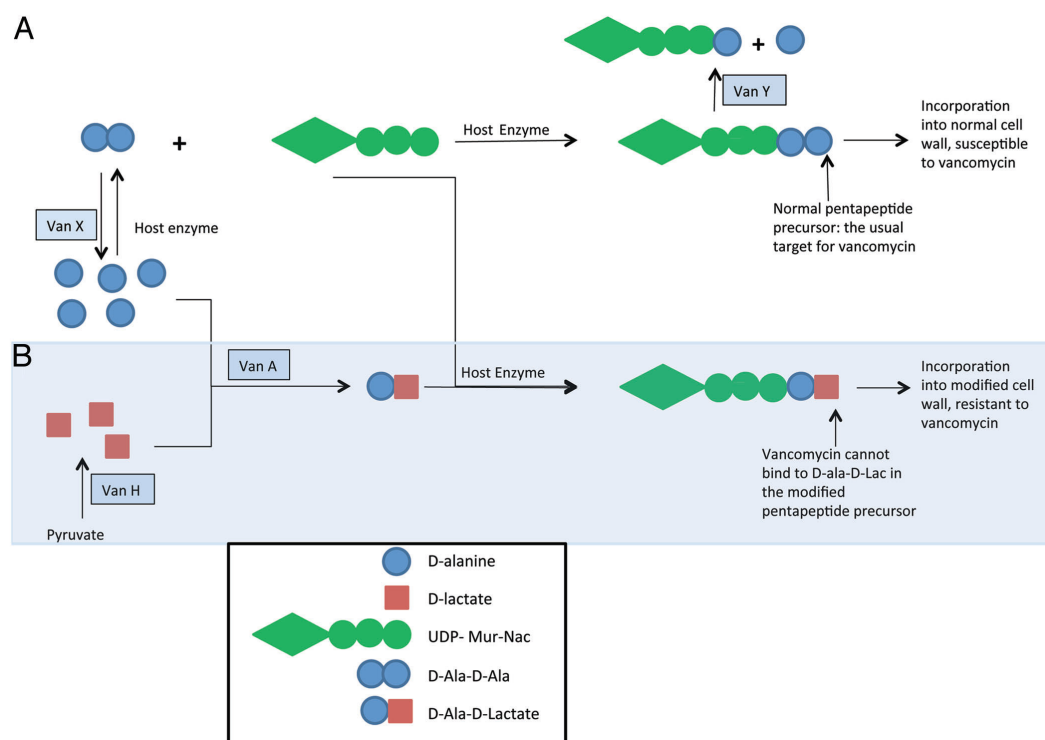 A
Van Y
Host Enzyme
Incorporation
into normal cell
wall, susceptible
to vancomycin
+
+
Van X
Host enzyme
Normal pentapeptide
precursor: the usual
target for vancomycin
B
Van A
Host Enzyme
Incorporation
into modified cell
wall, resistant to
vancomycin
Van H
Pyruvate
Vancomycin cannot
bind to D-ala-D-Lac in
the modified
pentapeptide precursor
D-alanine
D-lactate
UDP- Mur-Nac
D-Ala-D-Ala
D-Ala-D-Lactate